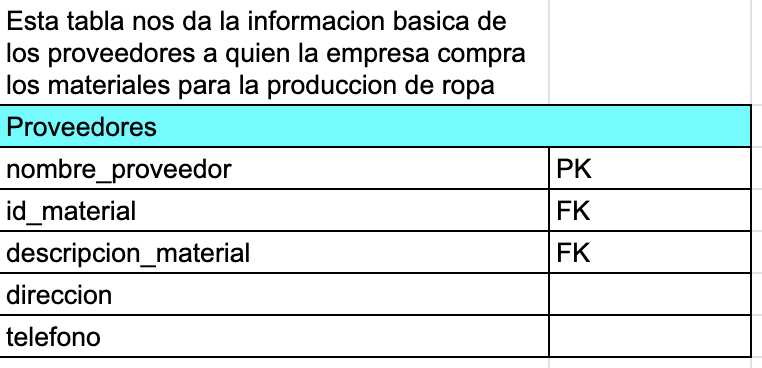 Esta tabla nos da la informacion basica de
los proveedores a quien la empresa compra
los materiales para la produccion de ropa
Proveedores
nombre_proveedor PK
id_material FK
descripcion_material FK
direccion
telefono